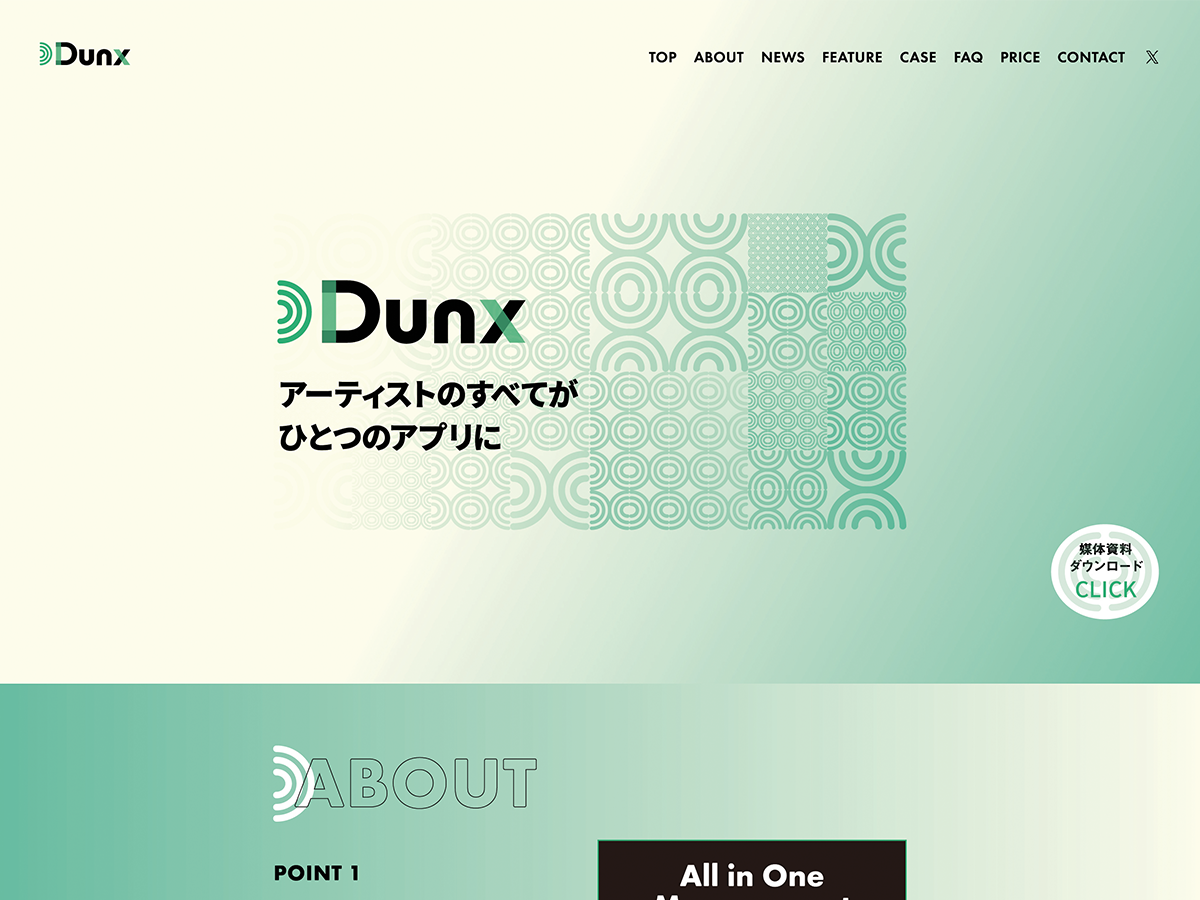 Dunx
TOP ABOUT NEWS FEATURE CASE FAQ PRICE CONTACT X
Dunx
アーティストのすべてが
ひとつのアプリに
媒体資料
ダウンロード
CLICK
ABOUT
POINT 1
All in One